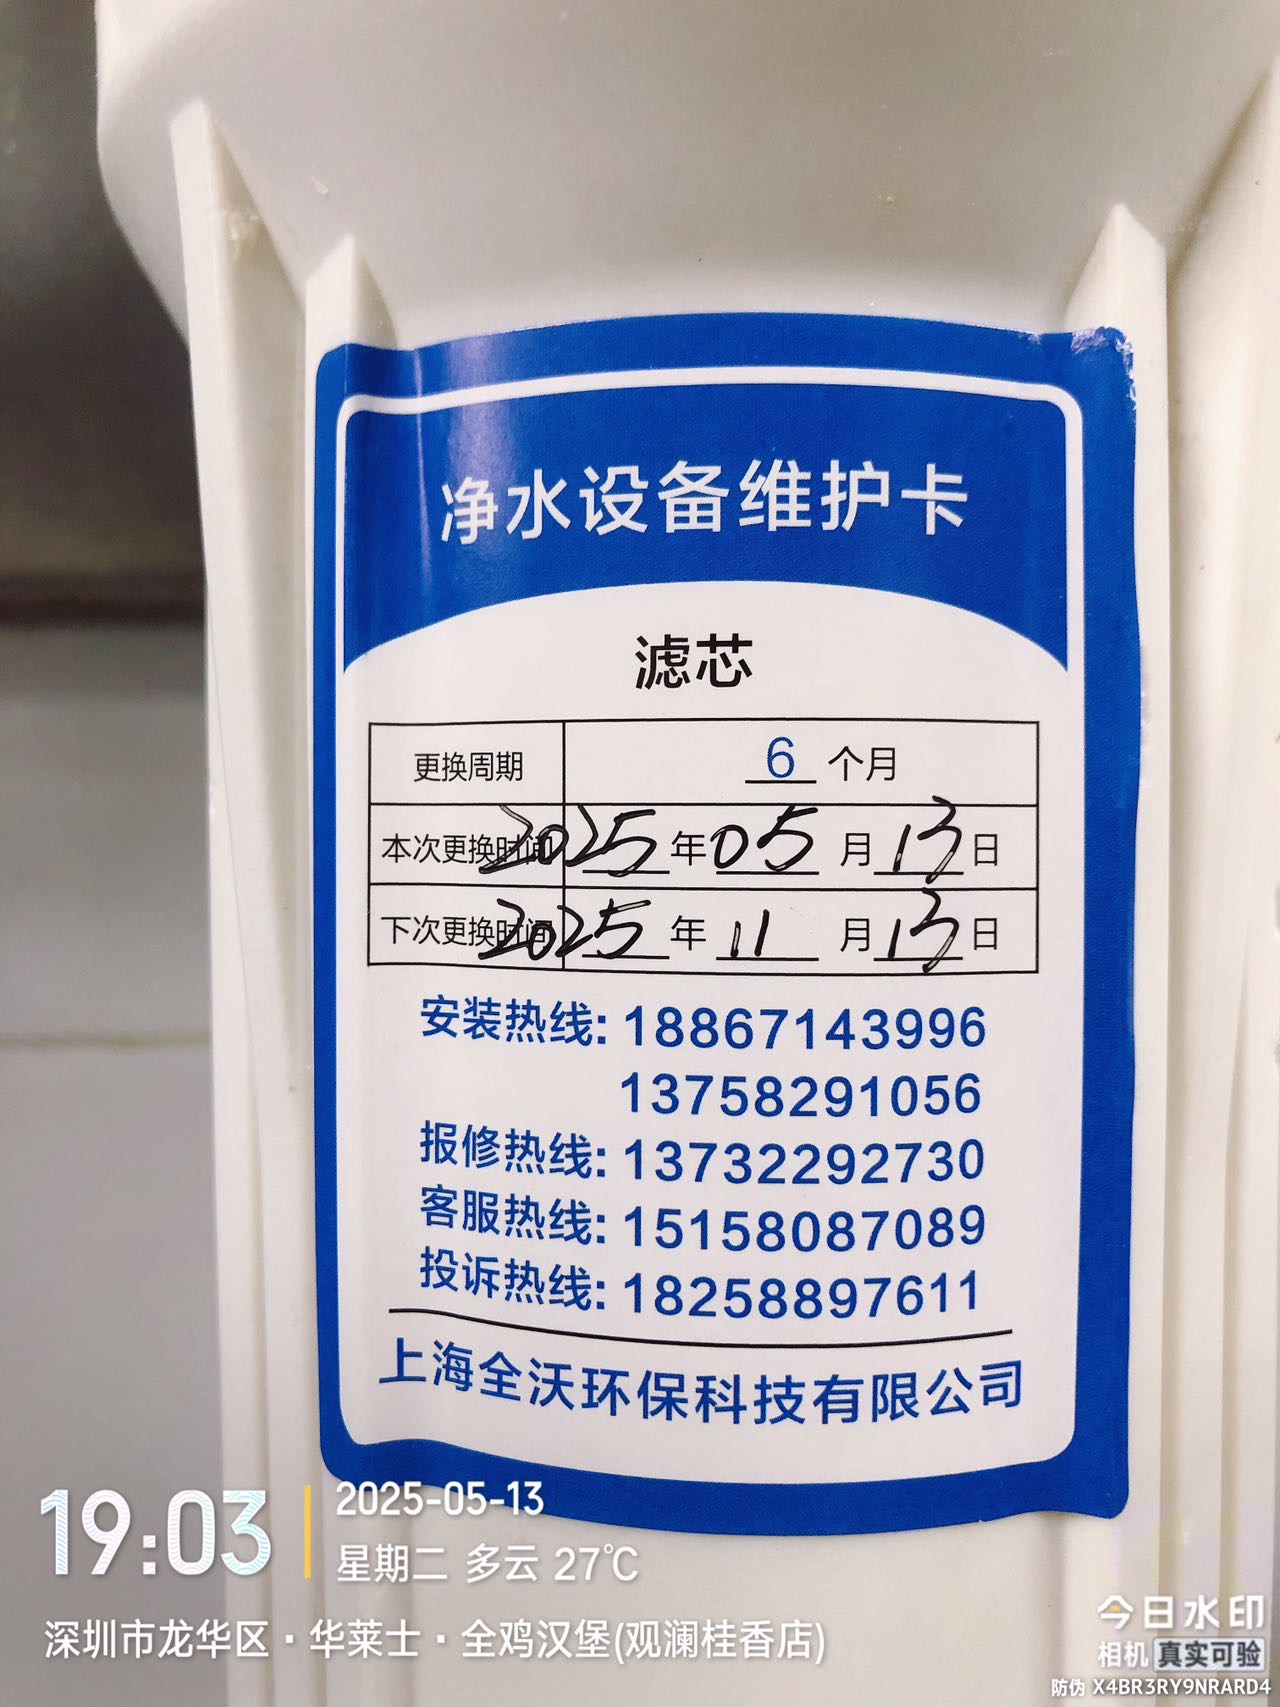 净水设备维护卡
滤芯
更换周期 6 个月
本次更换时间 2025 年 05 月 13 日
下次更换时间 2025 年 11 月 13 日
安装热线: 18867143996
13758291056
报修热线: 13732292730
客服热线: 15158087089
投诉热线: 18258897611
上海全沃环保科技有限公司
19:03
2025-05-13
星期二 多云 27℃
深圳市龙华区·华莱士·全鸡汉堡(观澜桂香店)
今日水印
相机 真实可验
防伪 X4BR3RY9NRARD4